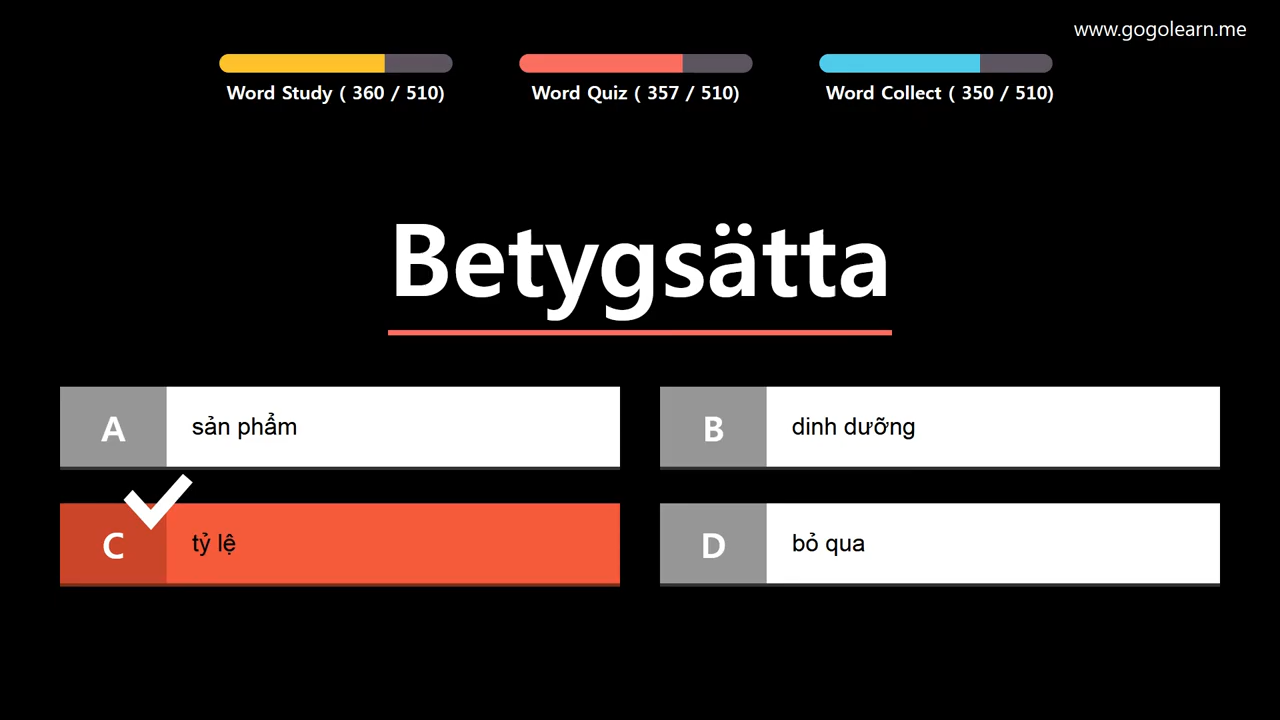 www.gogolearn.me
Word Study ( 360 / 510)
Word Quiz ( 357 / 510)
Word Collect ( 350 / 510)
Betygsätta
A
sản phẩm
B
dinh dưỡng
C
tỷ lệ
D
bỏ qua